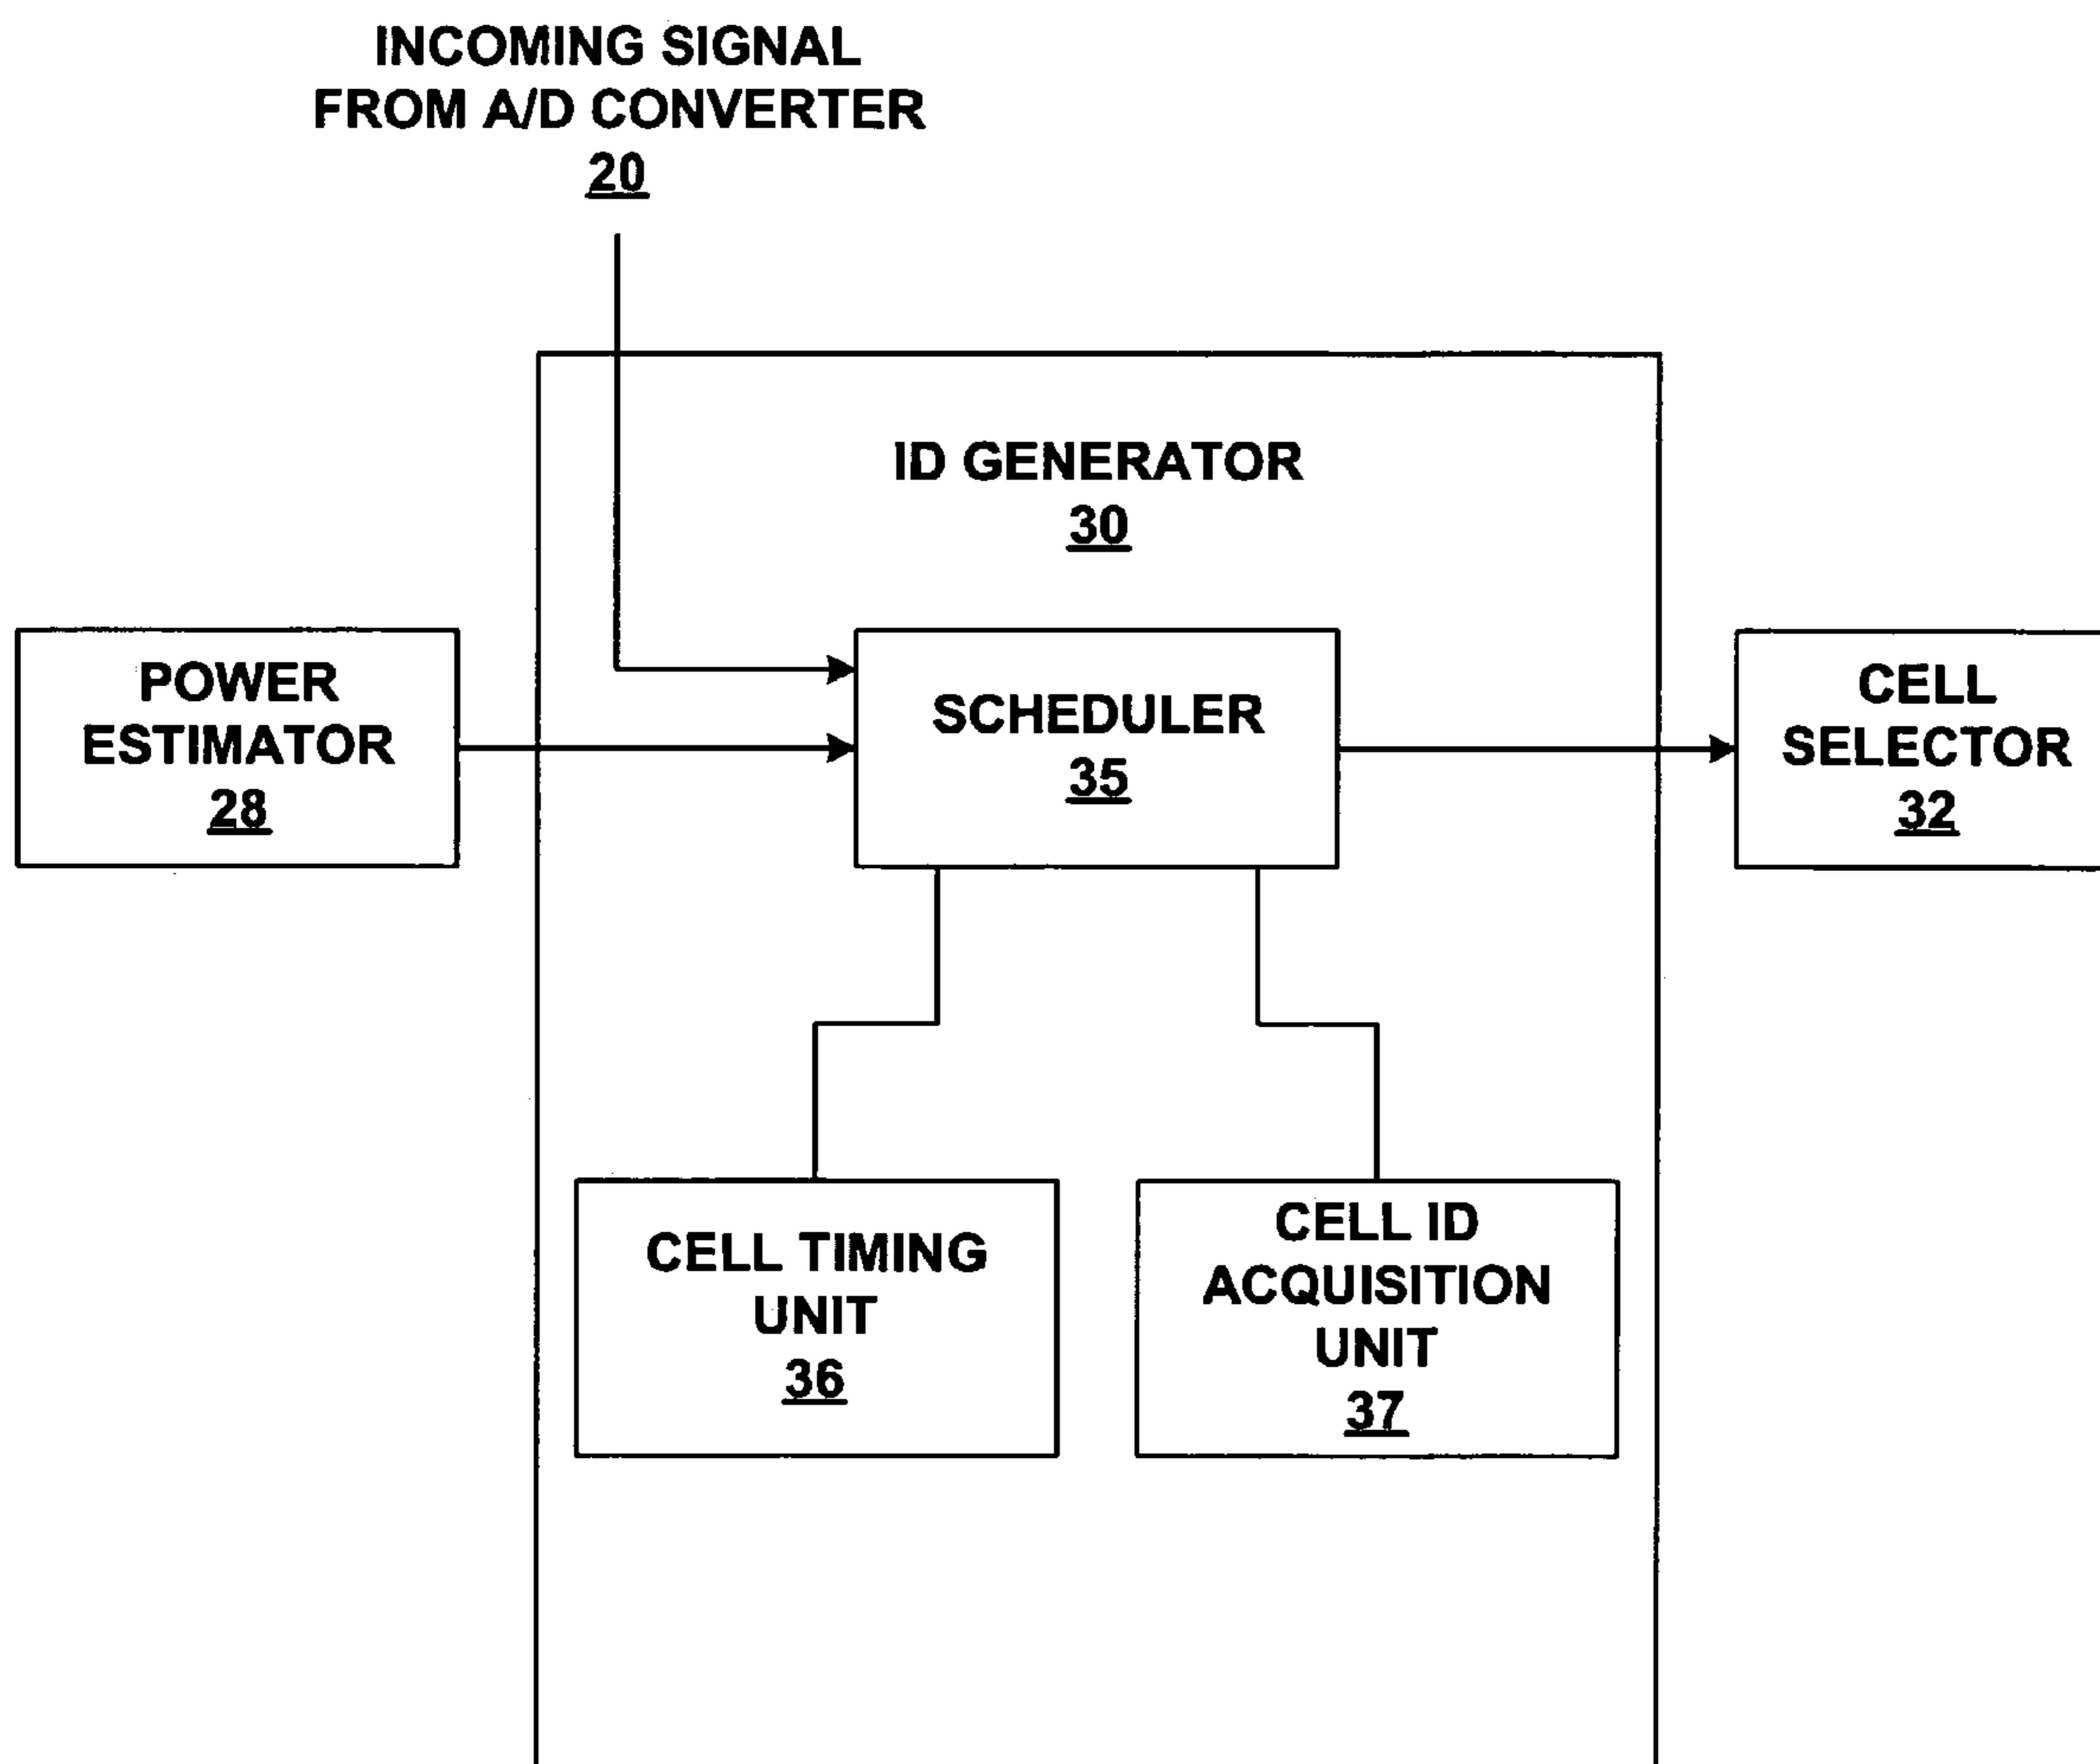 INCOMING SIGNAL
FROM A/D CONVERTER
20
ID GENERATOR
30
POWER
ESTIMATOR
28
SCHEDULER
35
CELL
SELECTOR
32
CELL TIMING
UNIT
36
CELL ID
ACQUISITION
UNIT
37